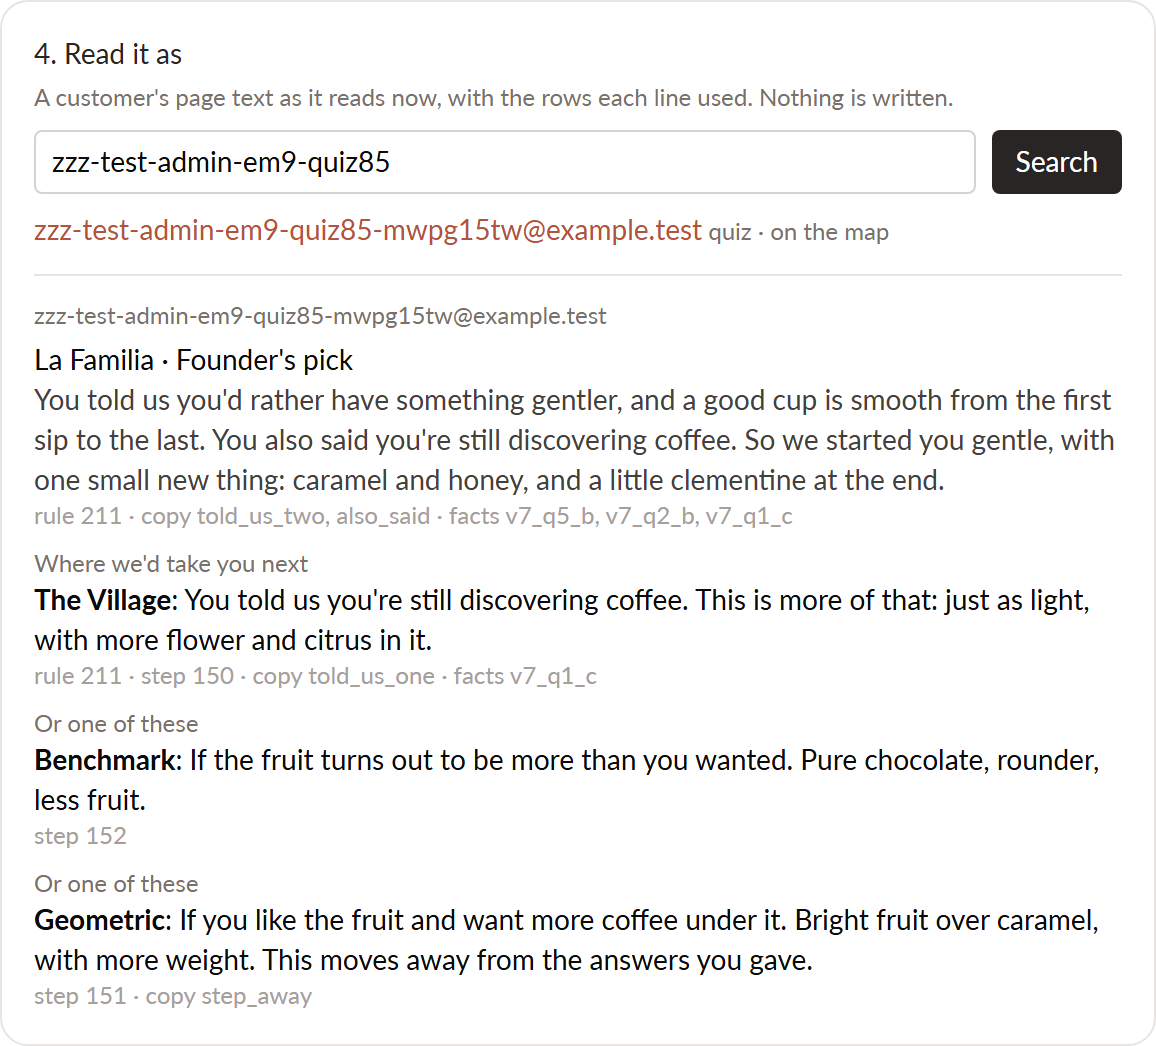 4. Read it as
A customer's page text as it reads now, with the rows each line used. Nothing is written.
zzz-test-admin-em9-quiz85
Search
zzz-test-admin-em9-quiz85-mwpg15tw@example.test quiz · on the map
zzz-test-admin-em9-quiz85-mwpg15tw@example.test
La Familia · Founder's pick
You told us you'd rather have something gentler, and a good cup is smooth from the first
sip to the last. You also said you're still discovering coffee. So we started you gentle, with
one small new thing: caramel and honey, and a little clementine at the end.
rule 211 · copy told_us_two, also_said · facts v7_q5_b, v7_q2_b, v7_q1_c
Where we'd take you next
The Village: You told us you're still discovering coffee. This is more of that: just as light,
with more flower and citrus in it.
rule 211 · step 150 · copy told_us_one · facts v7_q1_c
Or one of these
Benchmark: If the fruit turns out to be more than you wanted. Pure chocolate, rounder,
less fruit.
step 152
Or one of these
Geometric: If you like the fruit and want more coffee under it. Bright fruit over caramel,
with more weight. This moves away from the answers you gave.
step 151 · copy step_away